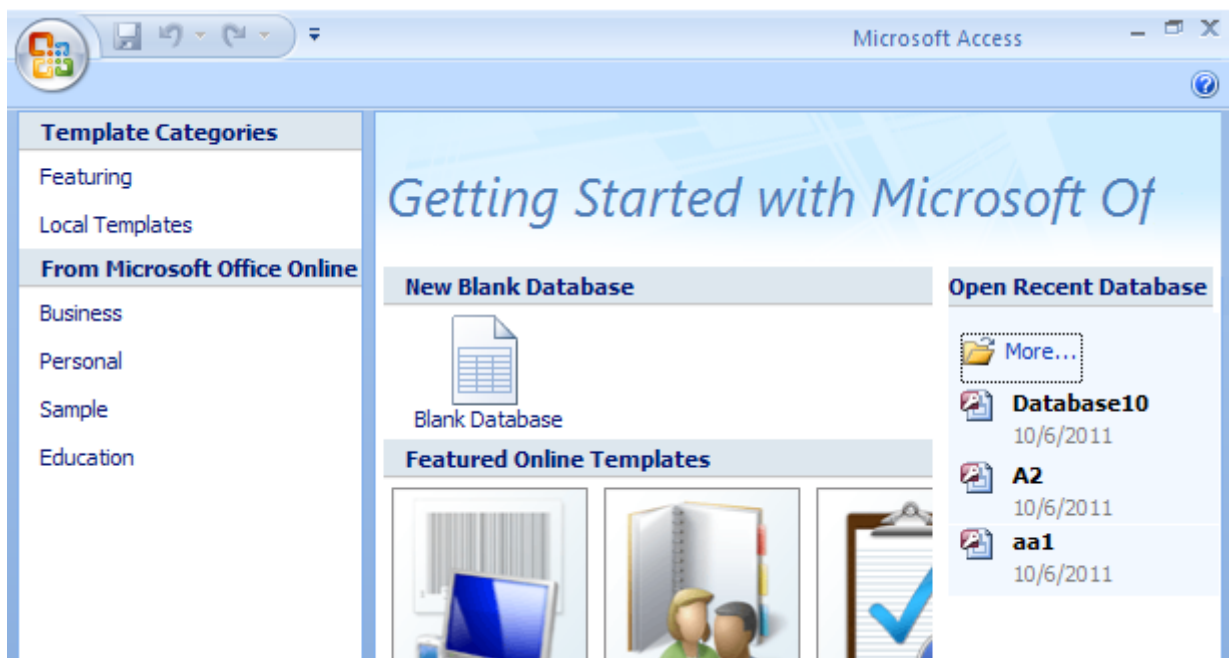 Microsoft Access
Template Categories
Featuring
Local Templates
From Microsoft Office Online
Business
Personal
Sample
Education
Getting Started with Microsoft Of
New Blank Database
Blank Database
Featured Online Templates
Open Recent Database
More...
Database10
10/6/2011
A2
10/6/2011
aa1
10/6/2011